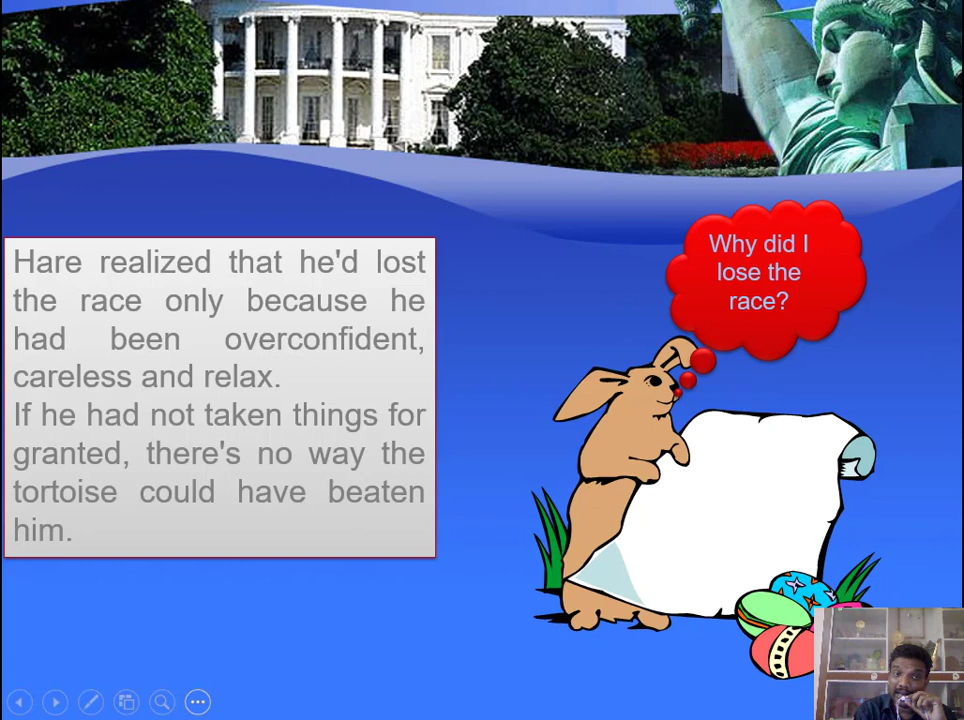 Why did I
lose the
race?
Hare realized that he'd lost
the race only because he
had been overconfident,
careless and relax.
If he had not taken things for
granted, there's no way the
tortoise could have beaten
him.